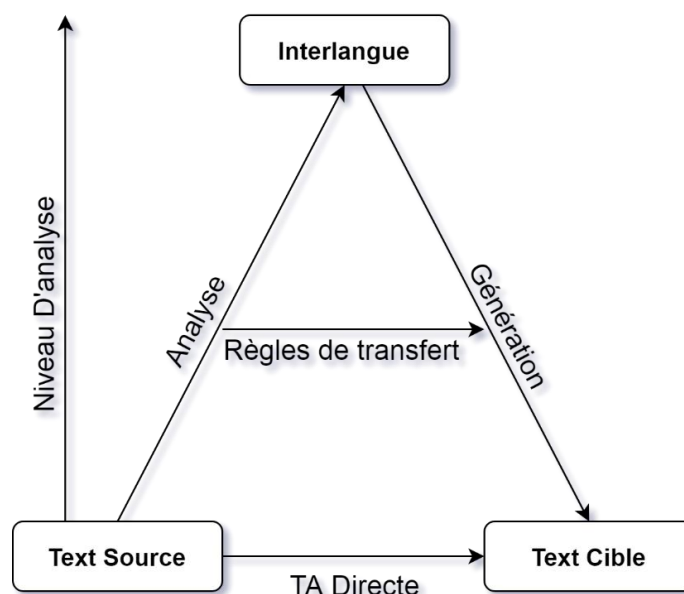 Interlangue
Niveau D'analyse
Analyse
Génération
Règles de transfert
Text Source
Text Cible
TA Directe